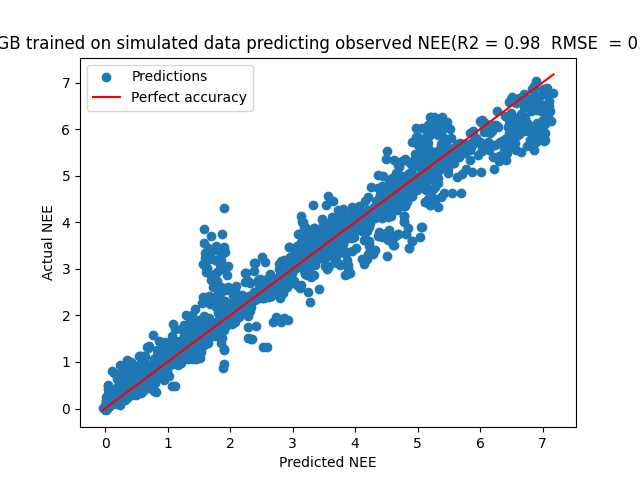 GB trained on simulated data predicting observed NEE(R2 = 0.98 RMSE = 0.
Predictions
Perfect accuracy
Actual NEE
7
6
5
4
3
2
1
0
0 1 2 3 4 5 6 7
Predicted NEE